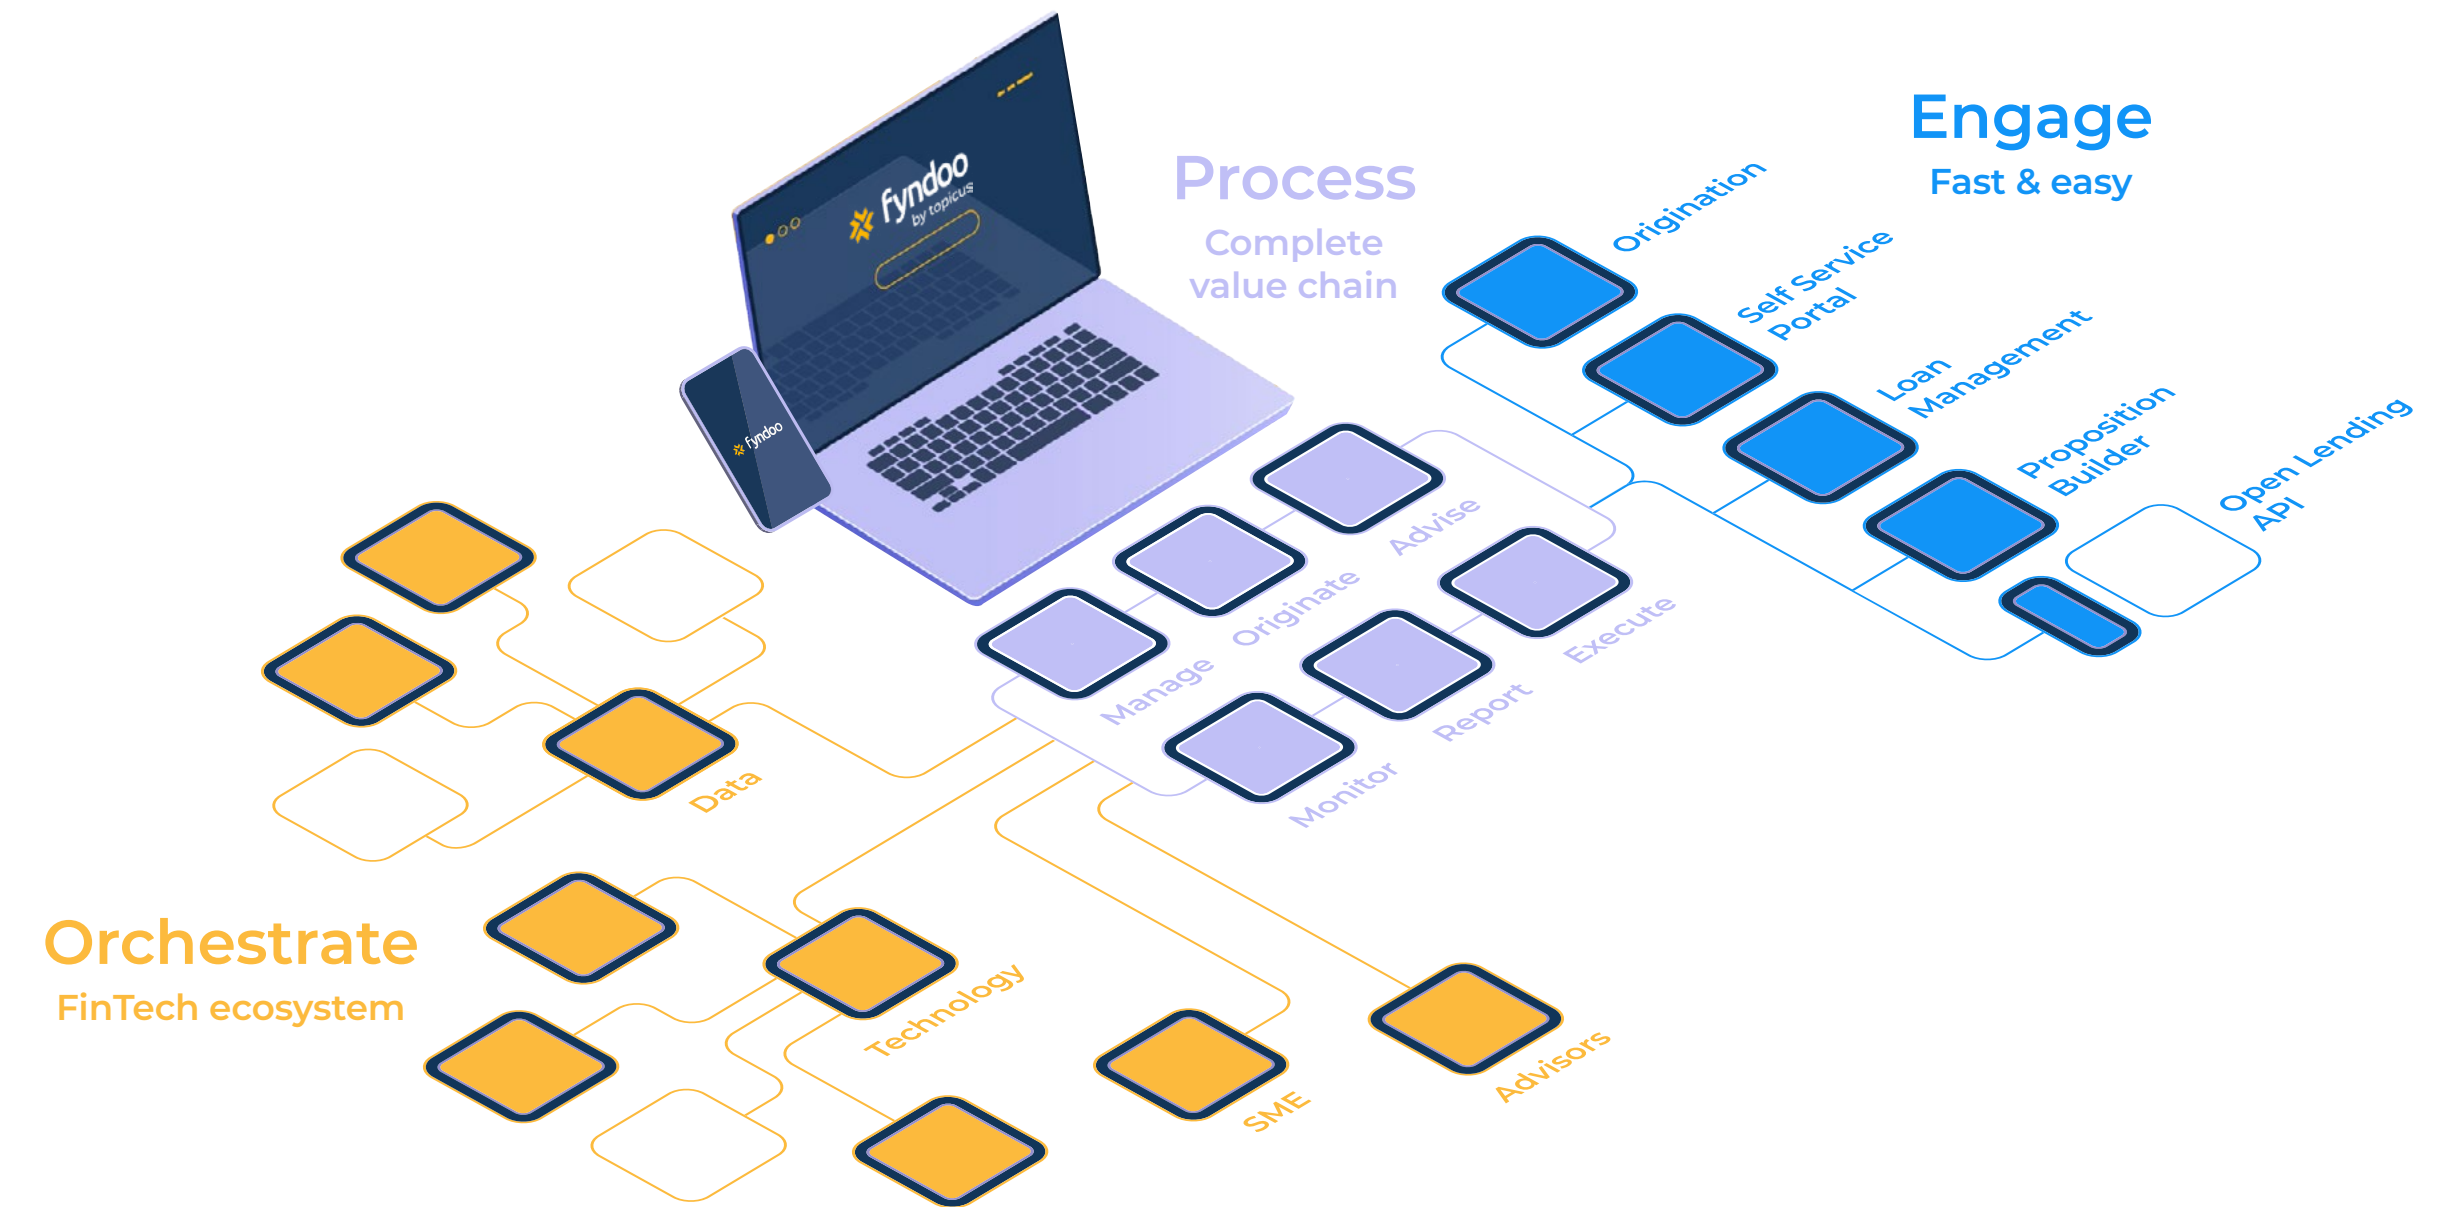 Engage
Fast & easy
Process
Complete
value chain
fyndoo
by topicus
fyndoo
Origination
Self Service
Portal
Loan
Management
Proposition
Builder
Open Lending
API
Advise
Originate
Manage
Execute
Report
Monitor
Data
Orchestrate
FinTech ecosystem
Technology
SME
Advisors